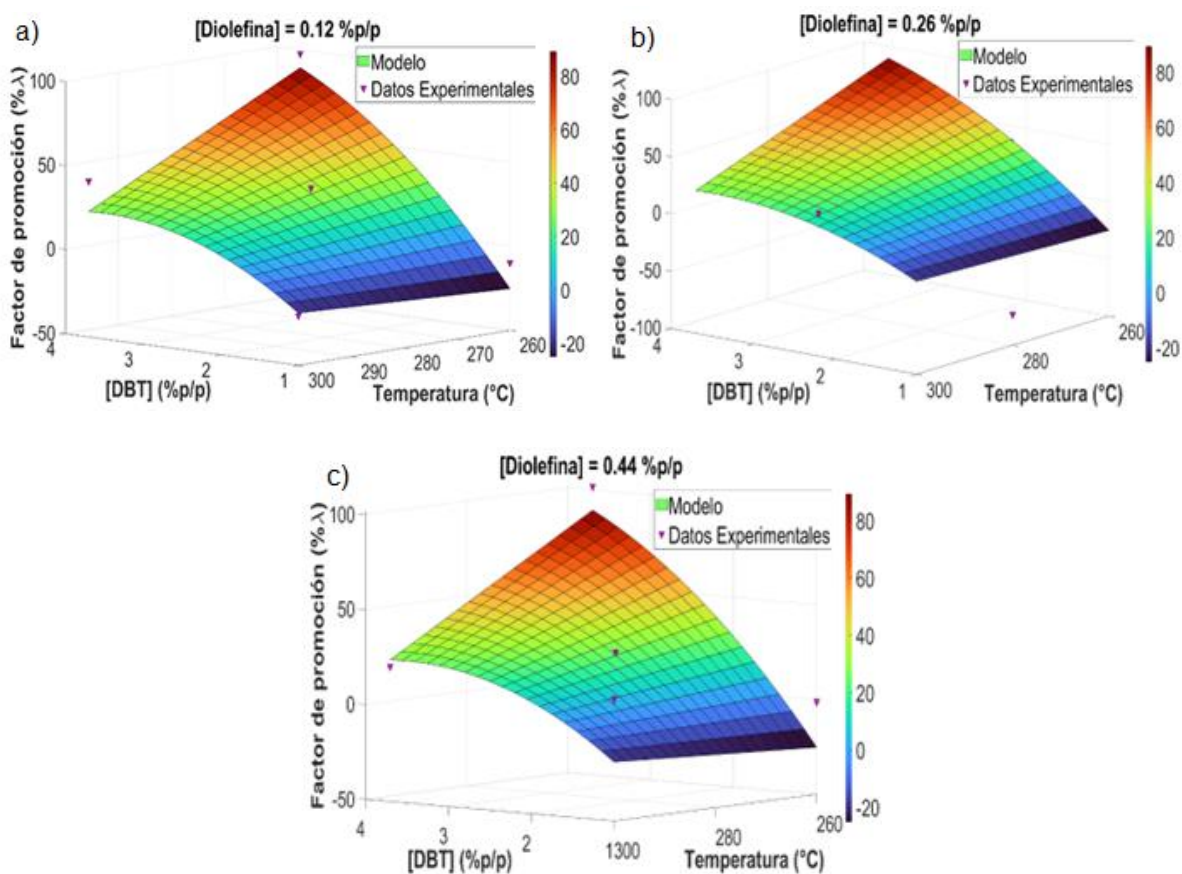 a)
[Diolefina] = 0.12 %p/p
Modelo
Datos Experimentales
Factor de promoción (%λ)
100
50
0
-50
4
3
2
1
[DBT] (%p/p)
300
290
280
270
260
Temperatura (°C)
80
60
40
20
0
-20
b)
[Diolefina] = 0.26 %p/p
Modelo
Datos Experimentales
Factor de promoción (%λ)
100
50
0
-50
-100
4
3
2
1
[DBT] (%p/p)
300
280
260
Temperatura (°C)
80
60
40
20
0
-20
c)
[Diolefina] = 0.44 %p/p
Modelo
Datos Experimentales
Factor de promoción (%λ)
100
50
0
-50
4
3
2
1300
[DBT] (%p/p)
280
260
Temperatura (°C)
80
60
40
20
0
-20